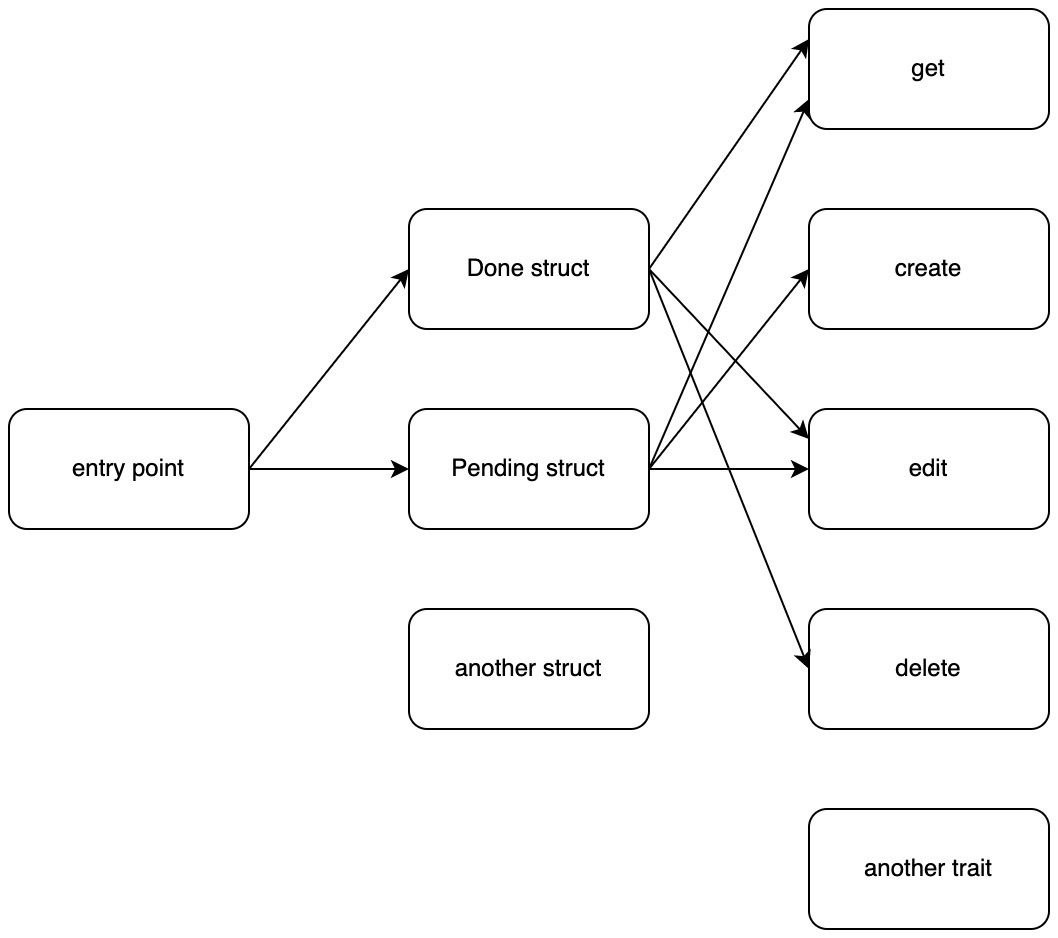 get
Done struct
create
entry point
Pending struct
edit
another struct
delete
another trait